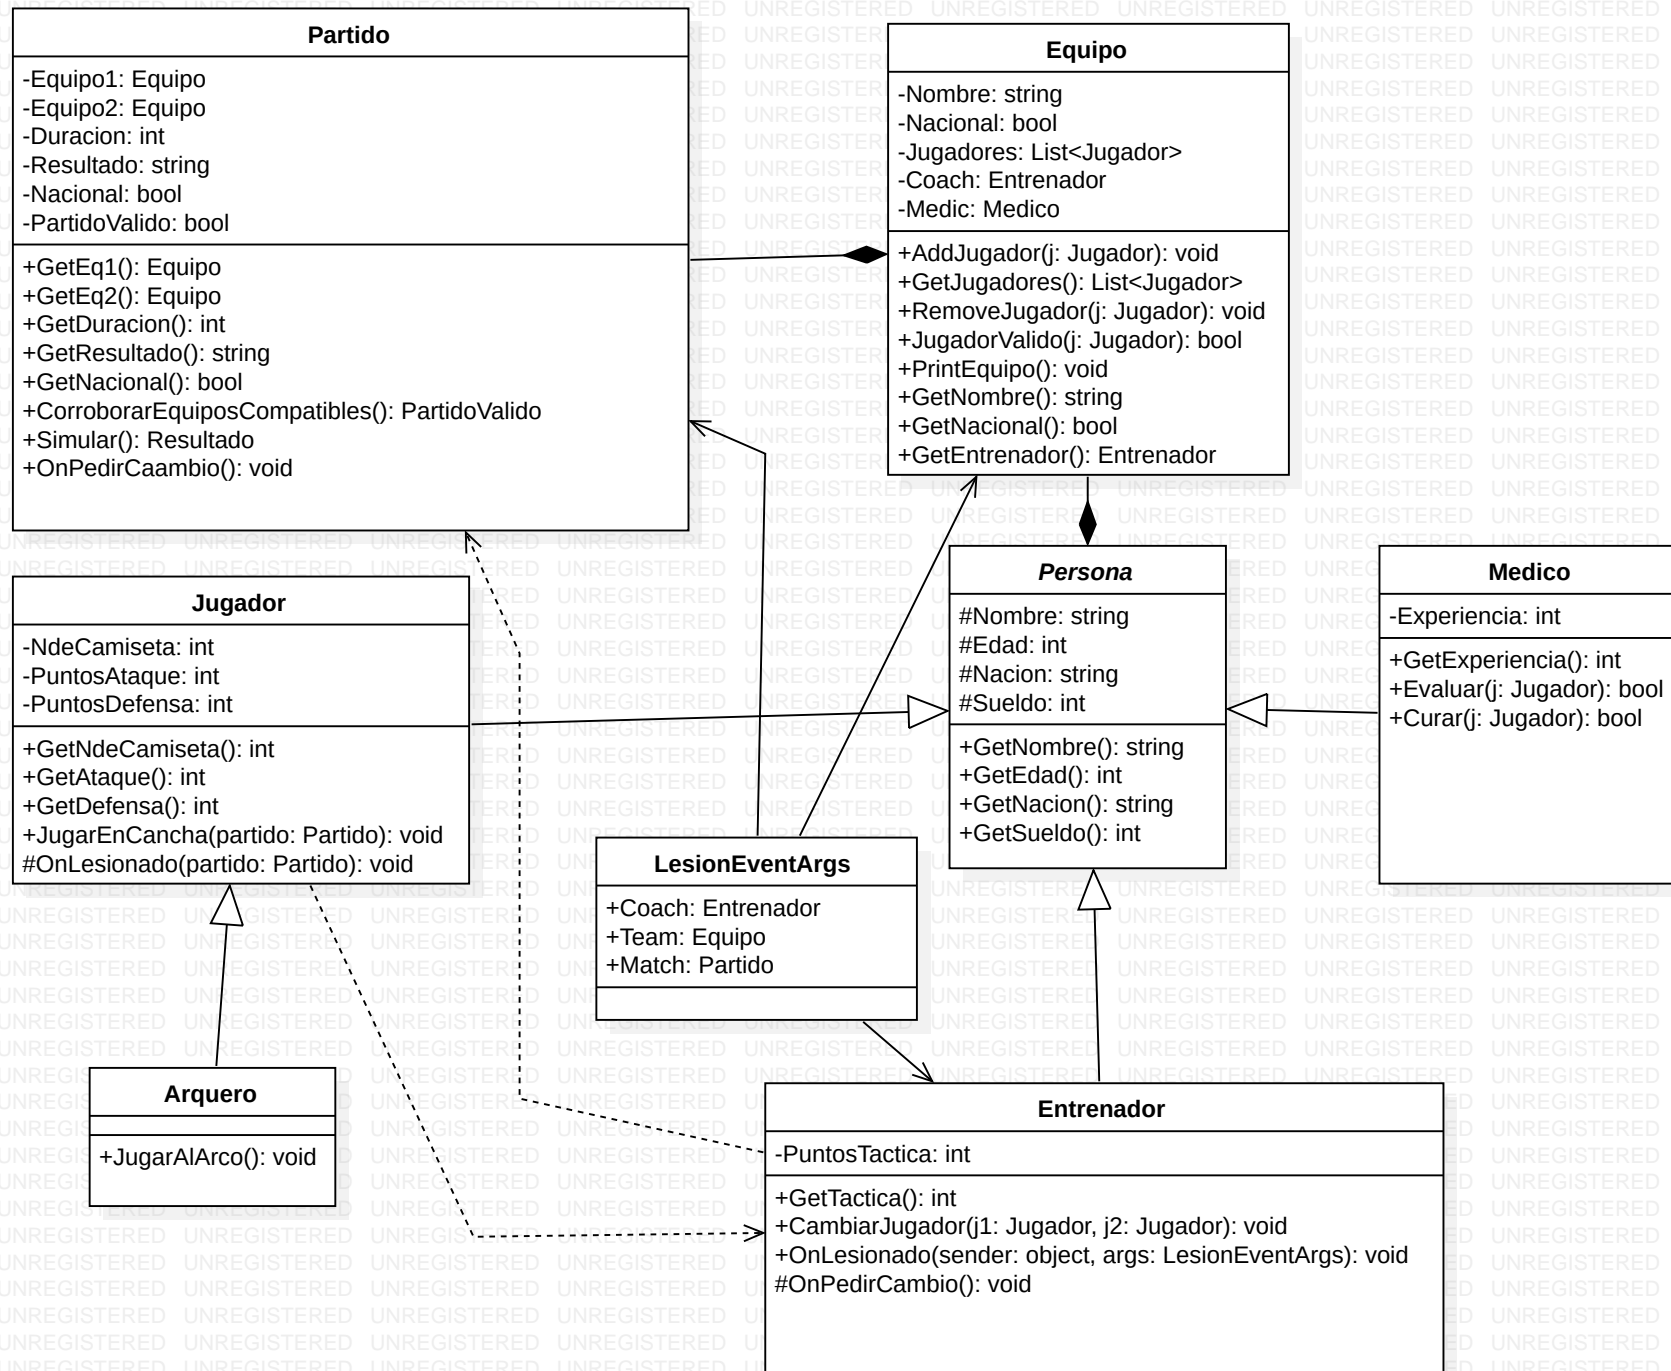 Partido
-Equipo1: Equipo
-Equipo2: Equipo
-Duracion: int
-Resultado: string
-Nacional: bool
-PartidoValido: bool
+GetEq1(): Equipo
+GetEq2(): Equipo
+GetDuracion(): int
+GetResultado(): string
+GetNacional(): bool
+CorroborarEquiposCompatibles(): PartidoValido
+Simular(): Resultado
+OnPedirCaambio(): void
Equipo
-Nombre: string
-Nacional: bool
-Jugadores: List<Jugador>
-Coach: Entrenador
-Medic: Medico
+AddJugador(j: Jugador): void
+GetJugadores(): List<Jugador>
+RemoveJugador(j: Jugador): void
+JugadorValido(j: Jugador): bool
+PrintEquipo(): void
+GetNombre(): string
+GetNacional(): bool
+GetEntrenador(): Entrenador
Jugador
-NdeCamiseta: int
-PuntosAtaque: int
-PuntosDefensa: int
+GetNdeCamiseta(): int
+GetAtaque(): int
+GetDefensa(): int
+JugarEnCancha(partido: Partido): void
#OnLesionado(partido: Partido): void
Persona
#Nombre: string
#Edad: int
#Nacion: string
#Sueldo: int
+GetNombre(): string
+GetEdad(): int
+GetNacion(): string
+GetSueldo(): int
Medico
-Experiencia: int
+GetExperiencia(): int
+Evaluar(j: Jugador): bool
+Curar(j: Jugador): bool
LesionEventArgs
+Coach: Entrenador
+Team: Equipo
+Match: Partido
Arquero
+JugarAlArco(): void
Entrenador
-PuntosTactica: int
+GetTactica(): int
+CambiarJugador(j1: Jugador, j2: Jugador): void
+OnLesionado(sender: object, args: LesionEventArgs): void
#OnPedirCambio(): void
UNREGISTERED